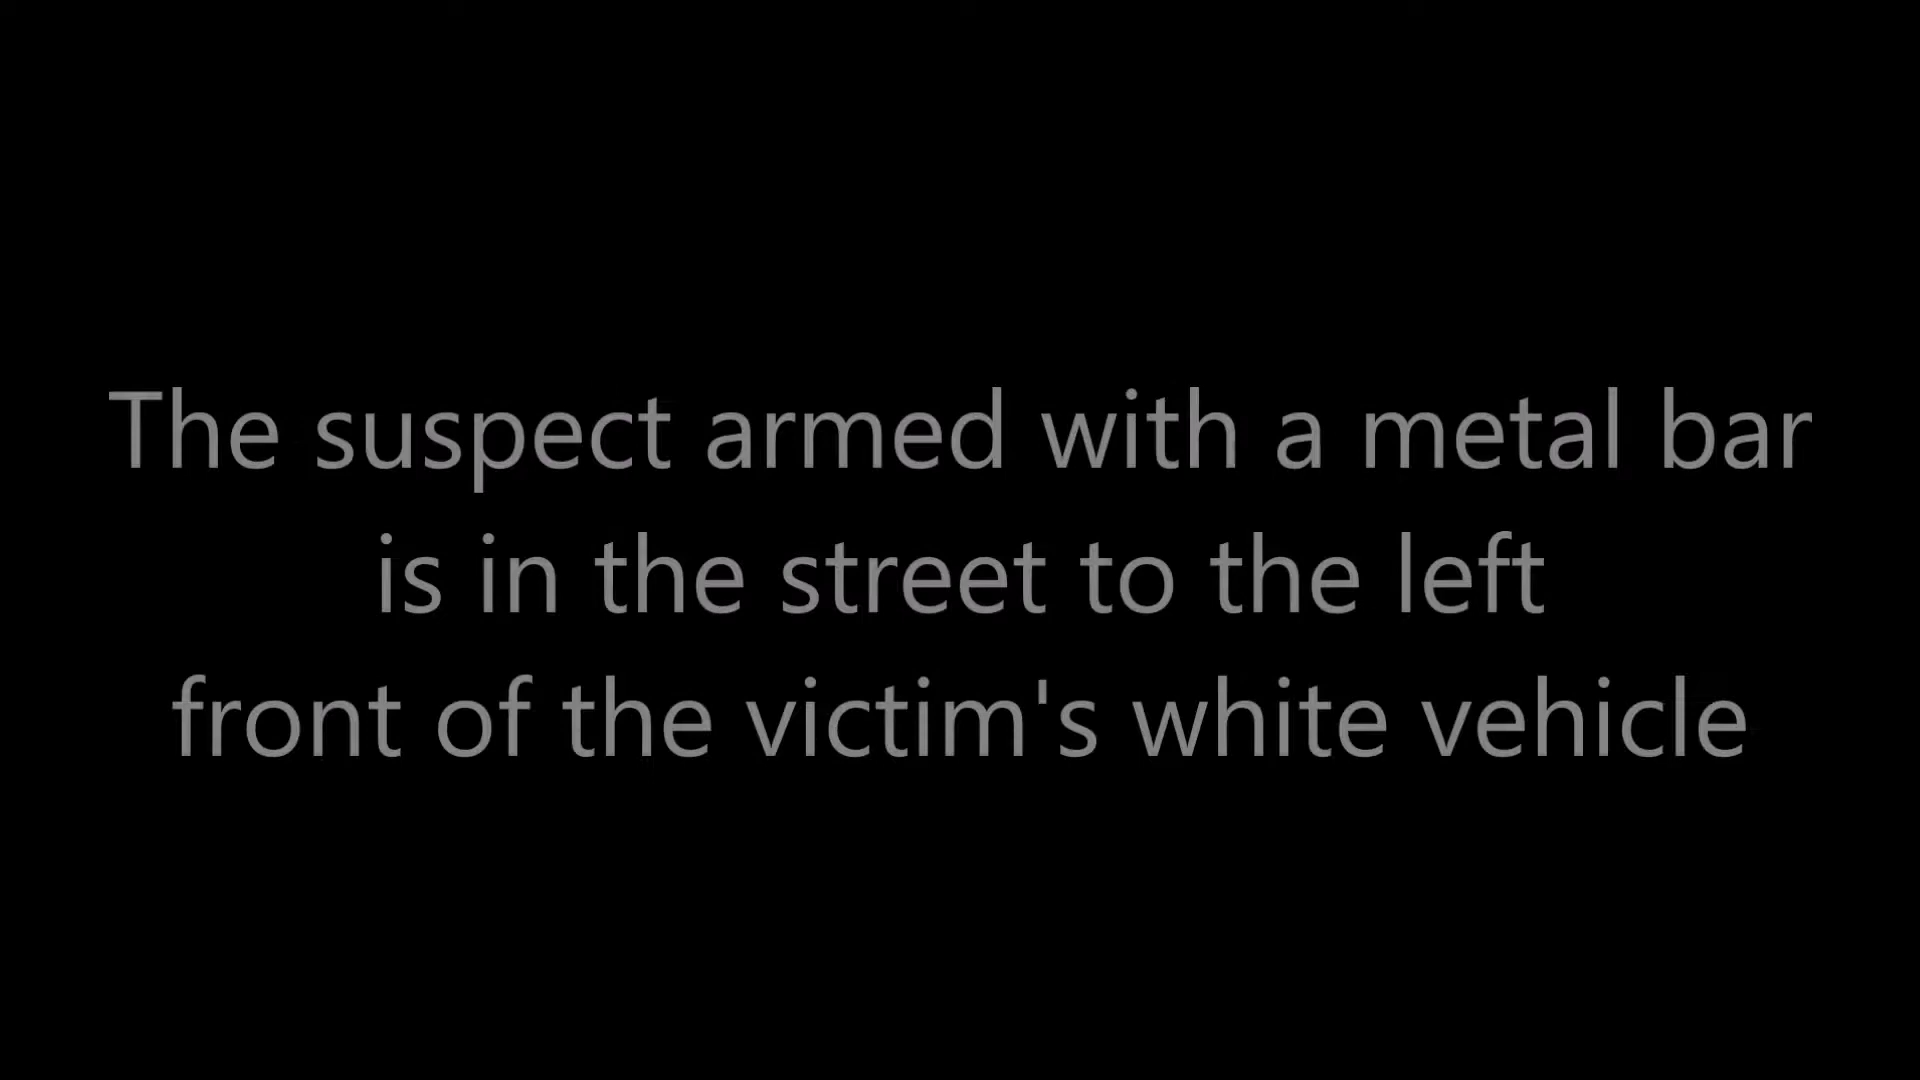 The suspect armed with a metal bar
is in the street to the left
front of the victim's white vehicle